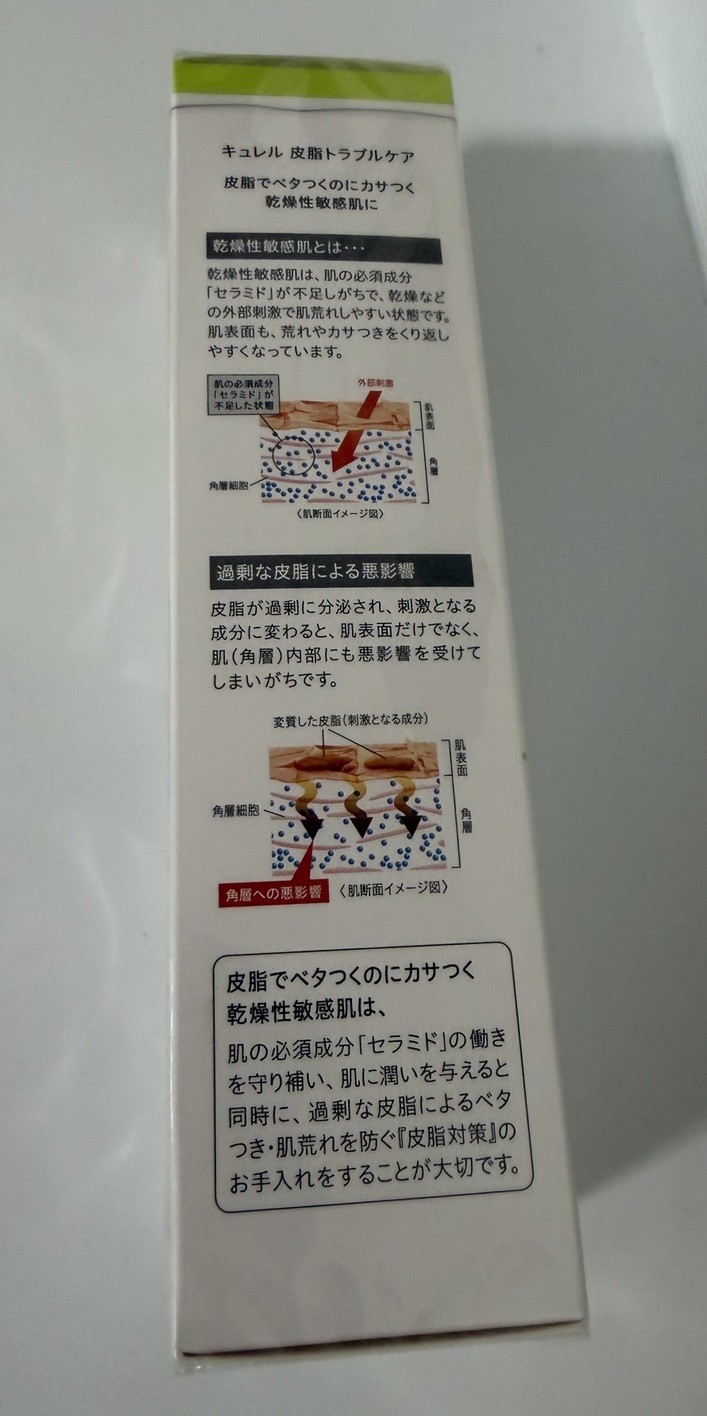 キュレル 皮脂トラブルケア
皮脂でベタつくのにカサつく
乾燥性敏感肌に
乾燥性敏感肌とは･･･
乾燥性敏感肌は、肌の必須成分
「セラミド」が不足しがちで、乾燥など
の外部刺激で肌荒れしやすい状態です。
肌表面も、荒れやカサつきをくり返し
やすくなっています。
肌の必須成分
「セラミド」が
不足した状態
外部刺激
肌表面
角層
角層細胞
〈肌断面イメージ図〉
過剰な皮脂による悪影響
皮脂が過剰に分泌され、刺激となる
成分に変わると、肌表面だけでなく、
肌(角層)内部にも悪影響を受けて
しまいがちです。
変質した皮脂(刺激となる成分)
肌表面
角層細胞
角層
角層への悪影響
〈肌断面イメージ図〉
皮脂でベタつくのにカサつく
乾燥性敏感肌は、
肌の必須成分「セラミド」の働き
を守り補い、肌に潤いを与えると
同時に、過剰な皮脂によるベタ
つき・肌荒れを防ぐ『皮脂対策』の
お手入れをすることが大切です。